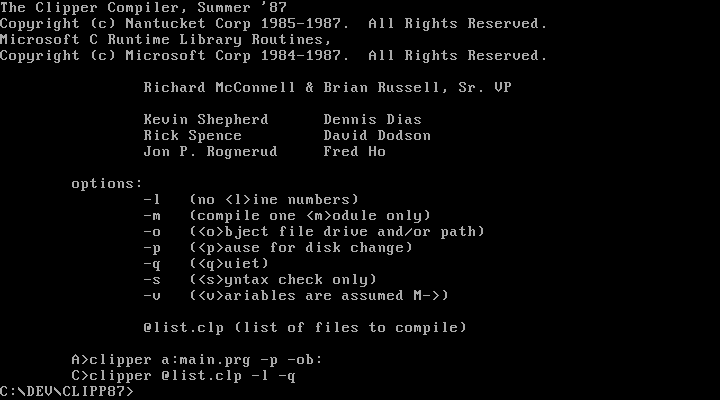 The Clipper Compiler, Summer '87
Copyright (c) Nantucket Corp 1985-1987.  All Rights Reserved.
Microsoft C Runtime Library Routines,
Copyright (c) Microsoft Corp 1984-1987.  All Rights Reserved.
Richard McConnell & Brian Russell, Sr. VP
Kevin Shepherd      Dennis Dias
Rick Spence         David Dodson
Jon P. Rognerud     Fred Ho
options:
-l   (no <l>ine numbers)
-m   (compile one <m>odule only)
-o   (<o>bject file drive and/or path)
-p   (<p>ause for disk change)
-q   (<q>uiet)
-s   (<s>yntax check only)
-v   (<v>ariables are assumed M->)
@list.clp (list of files to compile)
A>clipper a:main.prg -p -ob:
C>clipper @list.clp -l -q
C:\DEV\CLIPP87>